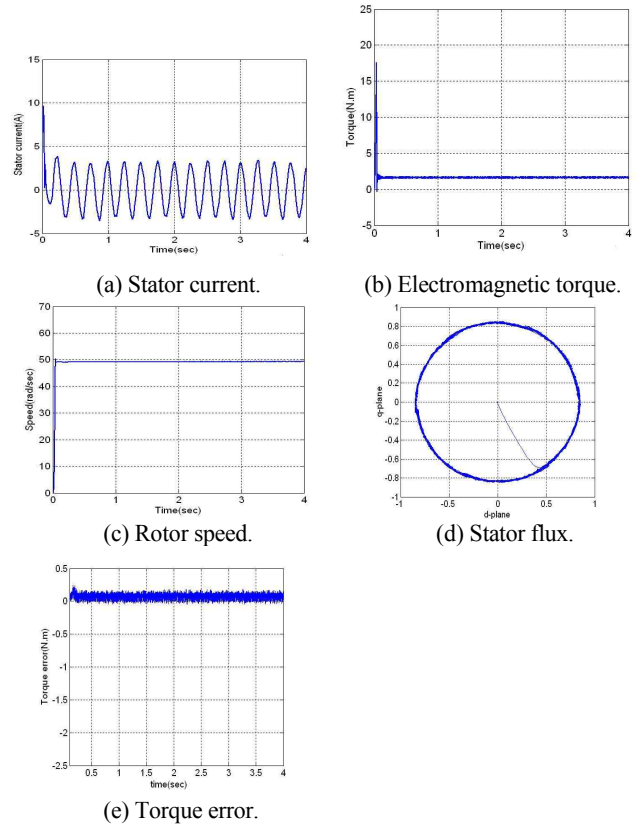 15
10
5
0
-5
Stator current(A)
0 1 2 3 4
Time(sec)
(a) Stator current.
25
20
15
10
5
0
5
Torque(N.m)
0 1 2 3 4
Time(sec)
(b) Electromagnetic torque.
70
60
50
40
30
20
10
0
Speed(rad/sec)
0 1 2 3 4
Time(sec)
(c) Rotor speed.
1
0.8
0.6
0.4
0.2
0
-0.2
-0.4
-0.6
-0.8
-1
q-plane
-1 -0.5 0 0.5 1
d-plane
(d) Stator flux.
0.5
0
-0.5
-1
-1.5
-2
-2.5
Torque error(N.m)
0.5 1 1.5 2 2.5 3 3.5 4
time(sec)
(e) Torque error.